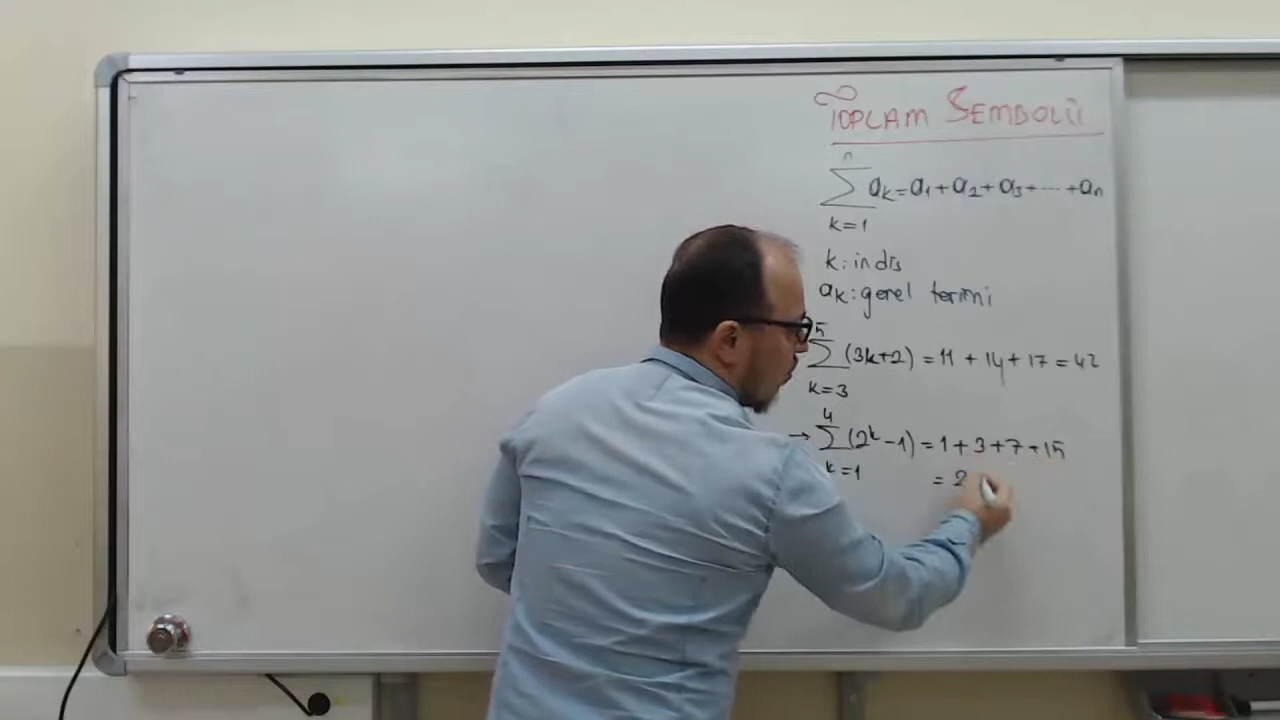 TOPLAM SEMBOLÜ
n
∑ aₖ = a₁ + a₂ + a₃ + ... + aₙ
k=1
k: indis
aₖ: genel terimi
5
∑ (3k+2) = 11 + 14 + 17 = 42
k=3
4
→ ∑ (2ᵏ - 1) = 1 + 3 + 7 + 15
k=1 = 2